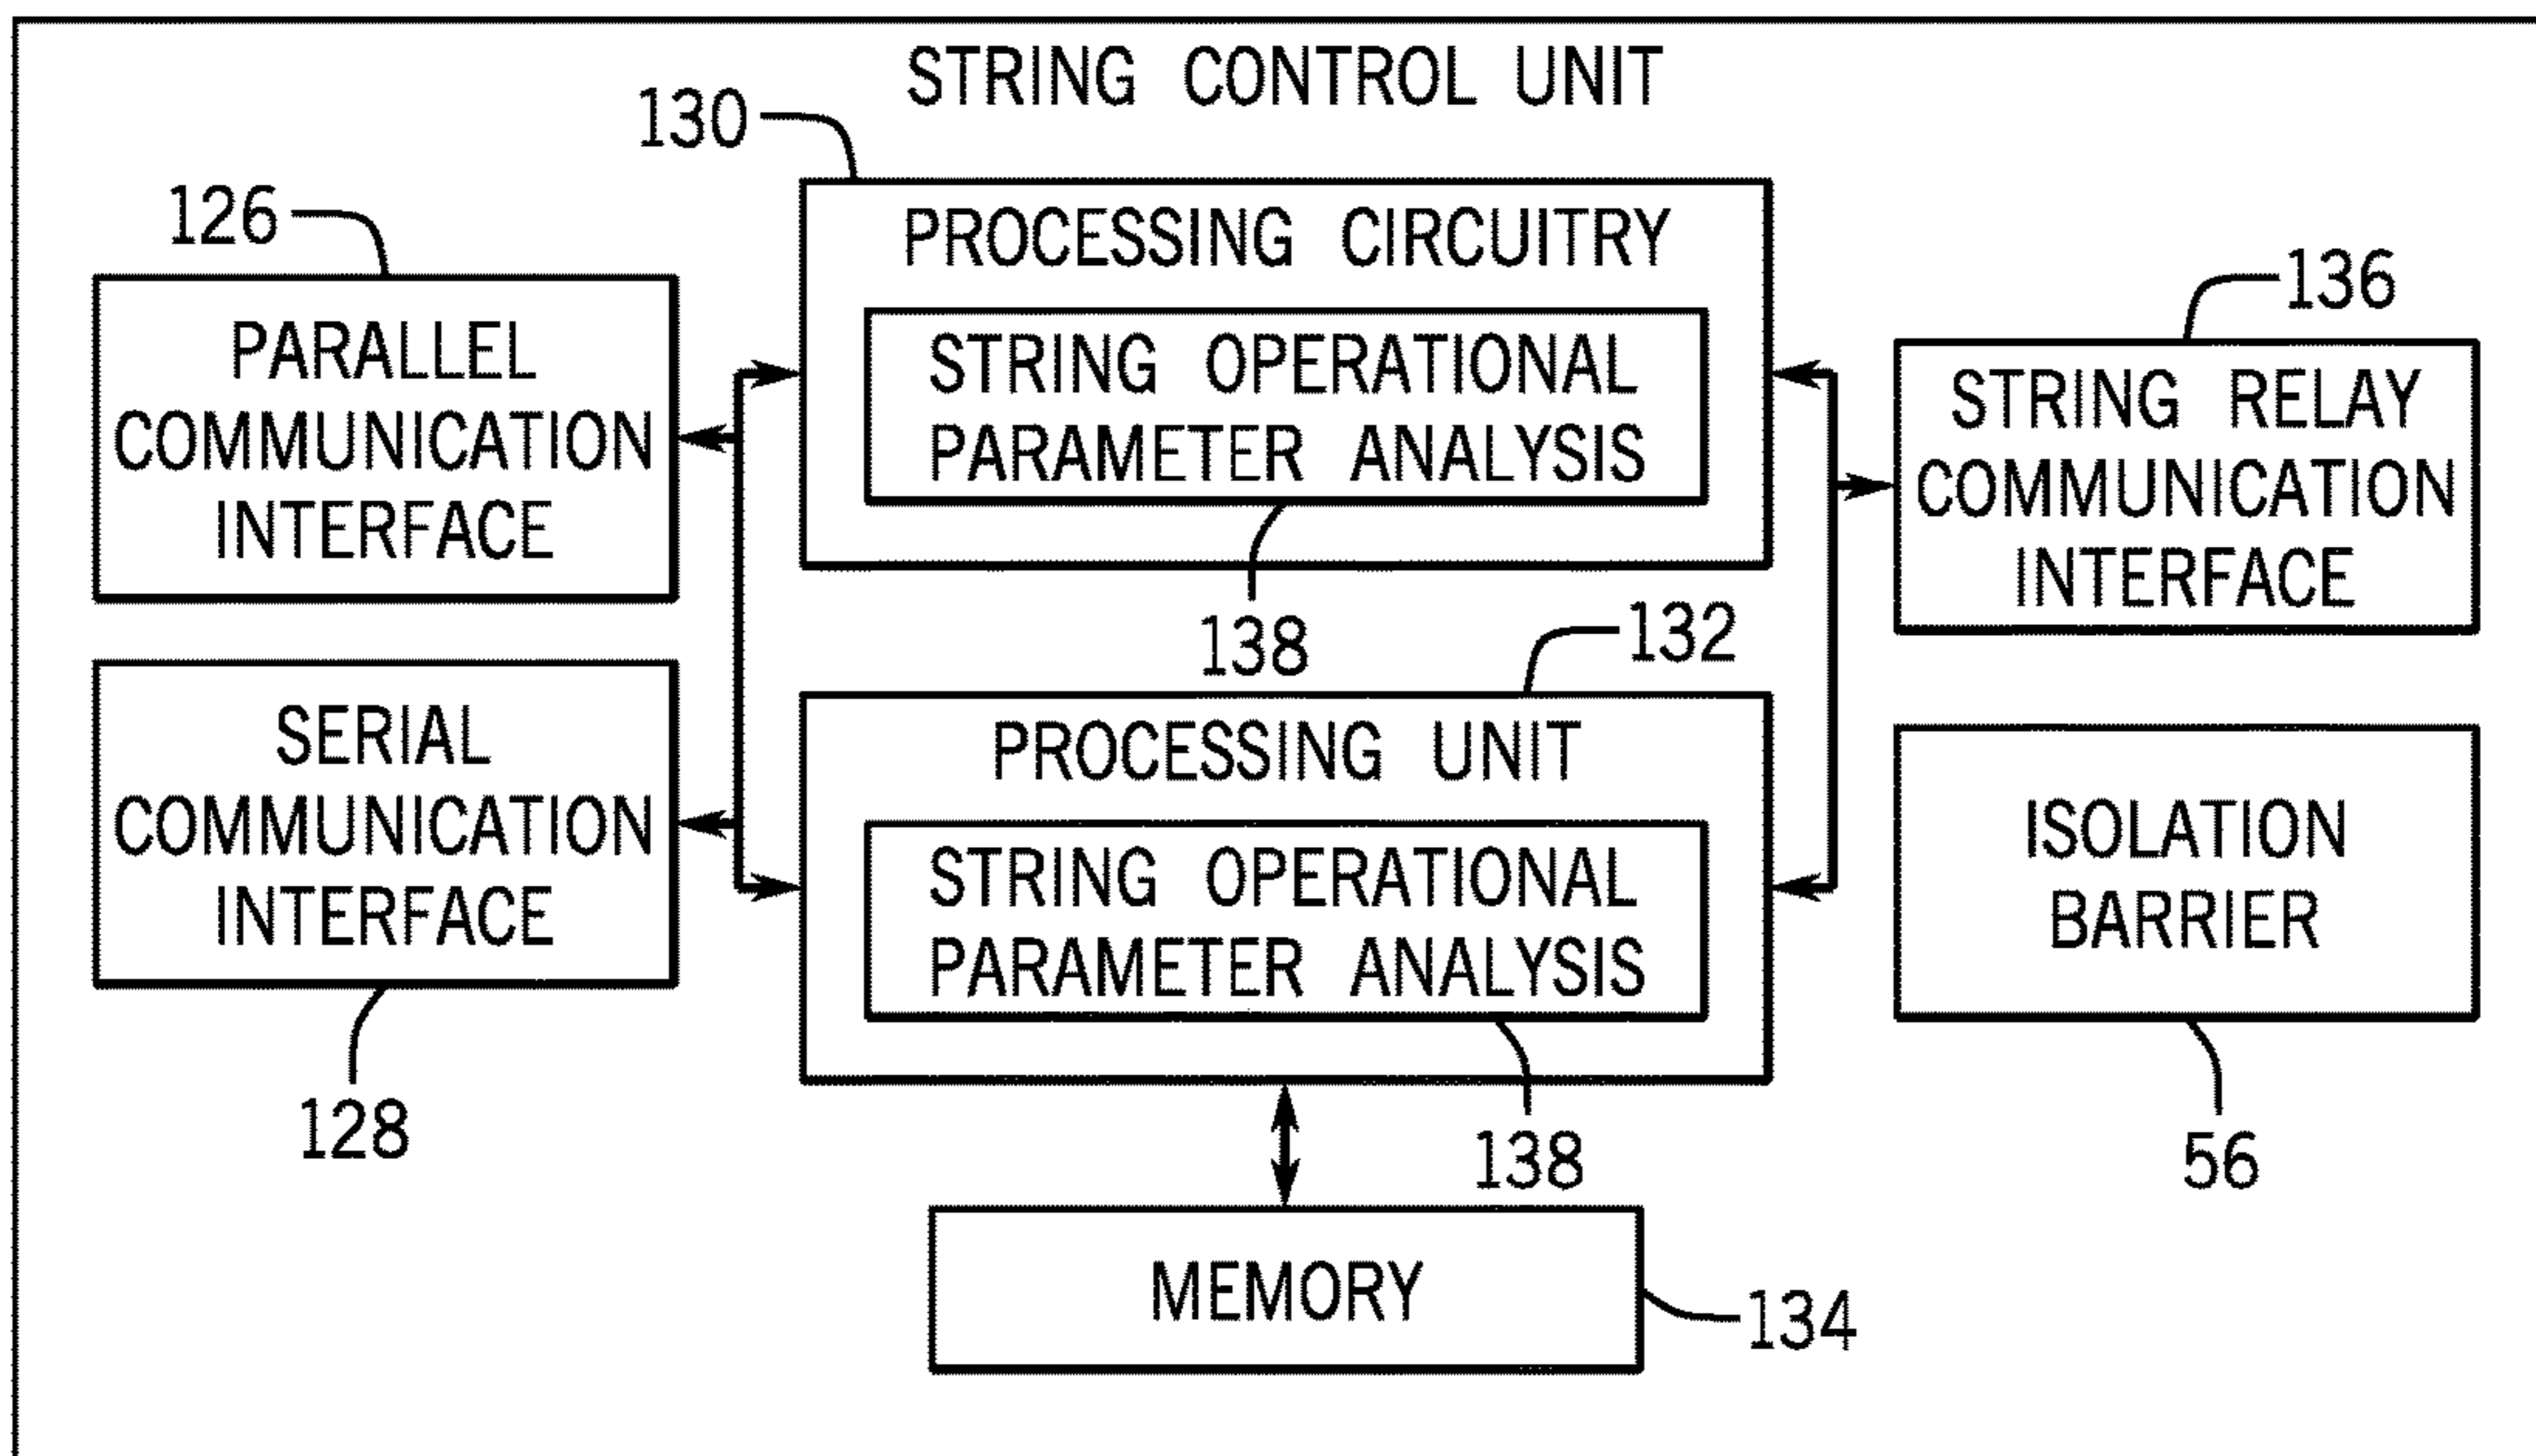 STRING CONTROL UNIT
130
PROCESSING CIRCUITRY
STRING OPERATIONAL
PARAMETER ANALYSIS
138
126
PARALLEL
COMMUNICATION
INTERFACE
136
STRING RELAY
COMMUNICATION
INTERFACE
132
PROCESSING UNIT
STRING OPERATIONAL
PARAMETER ANALYSIS
138
SERIAL
COMMUNICATION
INTERFACE
128
ISOLATION
BARRIER
56
MEMORY
134